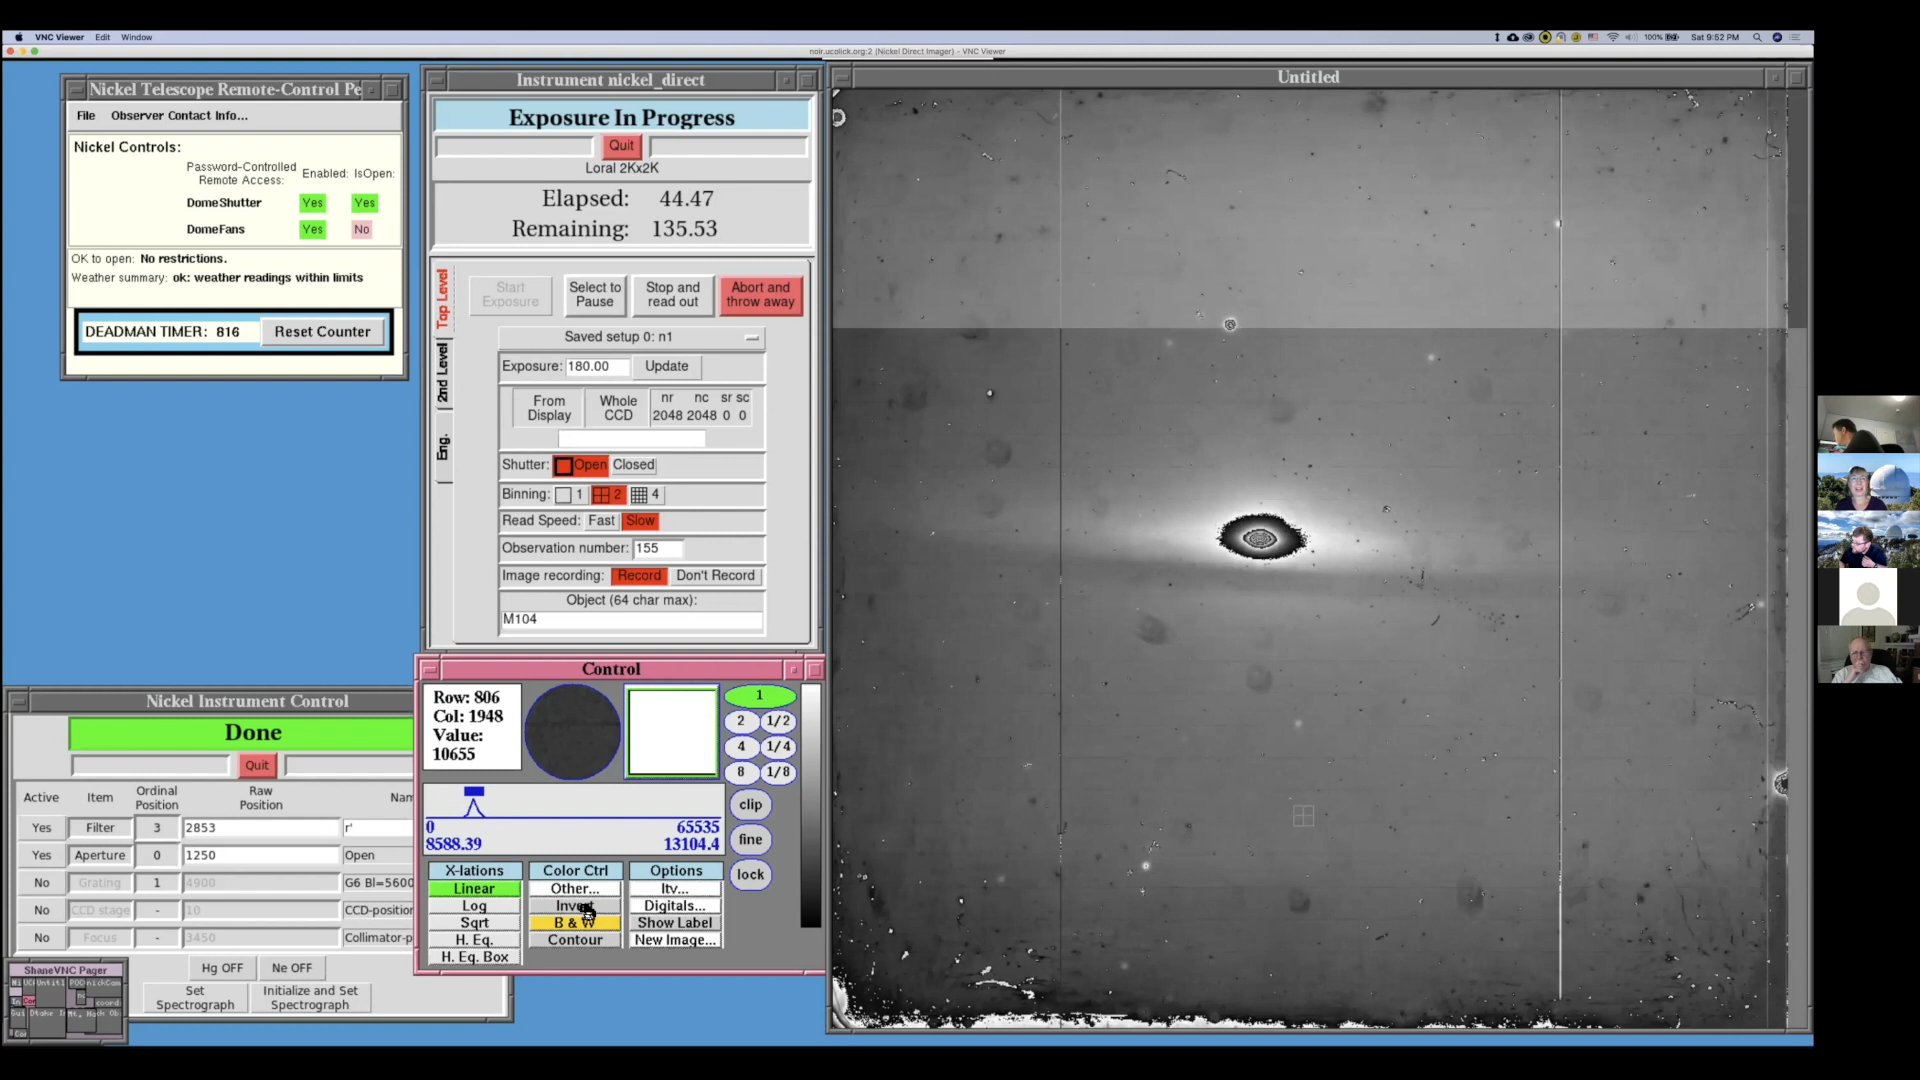 VNC Viewer Edit Window
100% Sat 9:52 PM
noir.ucolick.org:2 (Nickel Direct Imager) - VNC Viewer
Nickel Telescope Remote-Control Pe
File Observer Contact Info...
Nickel Controls:
Password-Controlled
Remote Access:
Enabled: IsOpen:
DomeShutter Yes Yes
DomeFans Yes No
OK to open: No restrictions.
Weather summary: ok: weather readings within limits
DEADMAN TIMER: 816 Reset Counter
Instrument nickel_direct
Exposure In Progress
Quit
Loral 2Kx2K
Elapsed: 44.47
Remaining: 135.53
Top Level
2nd Level
Eng.
Start
Exposure
Select to
Pause
Stop and
read out
Abort and
throw away
Saved setup 0: n1
Exposure: 180.00 Update
From
Display
Whole
CCD
nr nc sr sc
2048 2048 0 0
Shutter: Open Closed
Binning: 1 2 4
Read Speed: Fast Slow
Observation number: 155
Image recording: Record Don't Record
Object (64 char max):
M104
Untitled
Control
Row: 806
Col: 1948
Value:
10655
1
2 1/2
4 1/4
8 1/8
clip
fine
lock
0 65535
8588.39 13104.4
X-lations Color Ctrl Options
Linear Other... Itv...
Log Invert Digitals...
Sqrt B & W Show Label
H. Eq. Contour New Image...
H. Eq. Box
Nickel Instrument Control
Done
Quit
Active Item Ordinal
Position
Raw
Position
Nam
Yes Filter 3 2853 r'
Yes Aperture 0 1250 Open
No Grating 1 4900 G6 Bl=5600
No CCD stage - 10 CCD-position
No Focus - 3450 Collimator-p
Hg OFF Ne OFF
Set
Spectrograph
Initialize and Set
Spectrograph
ShaneVNC Pager